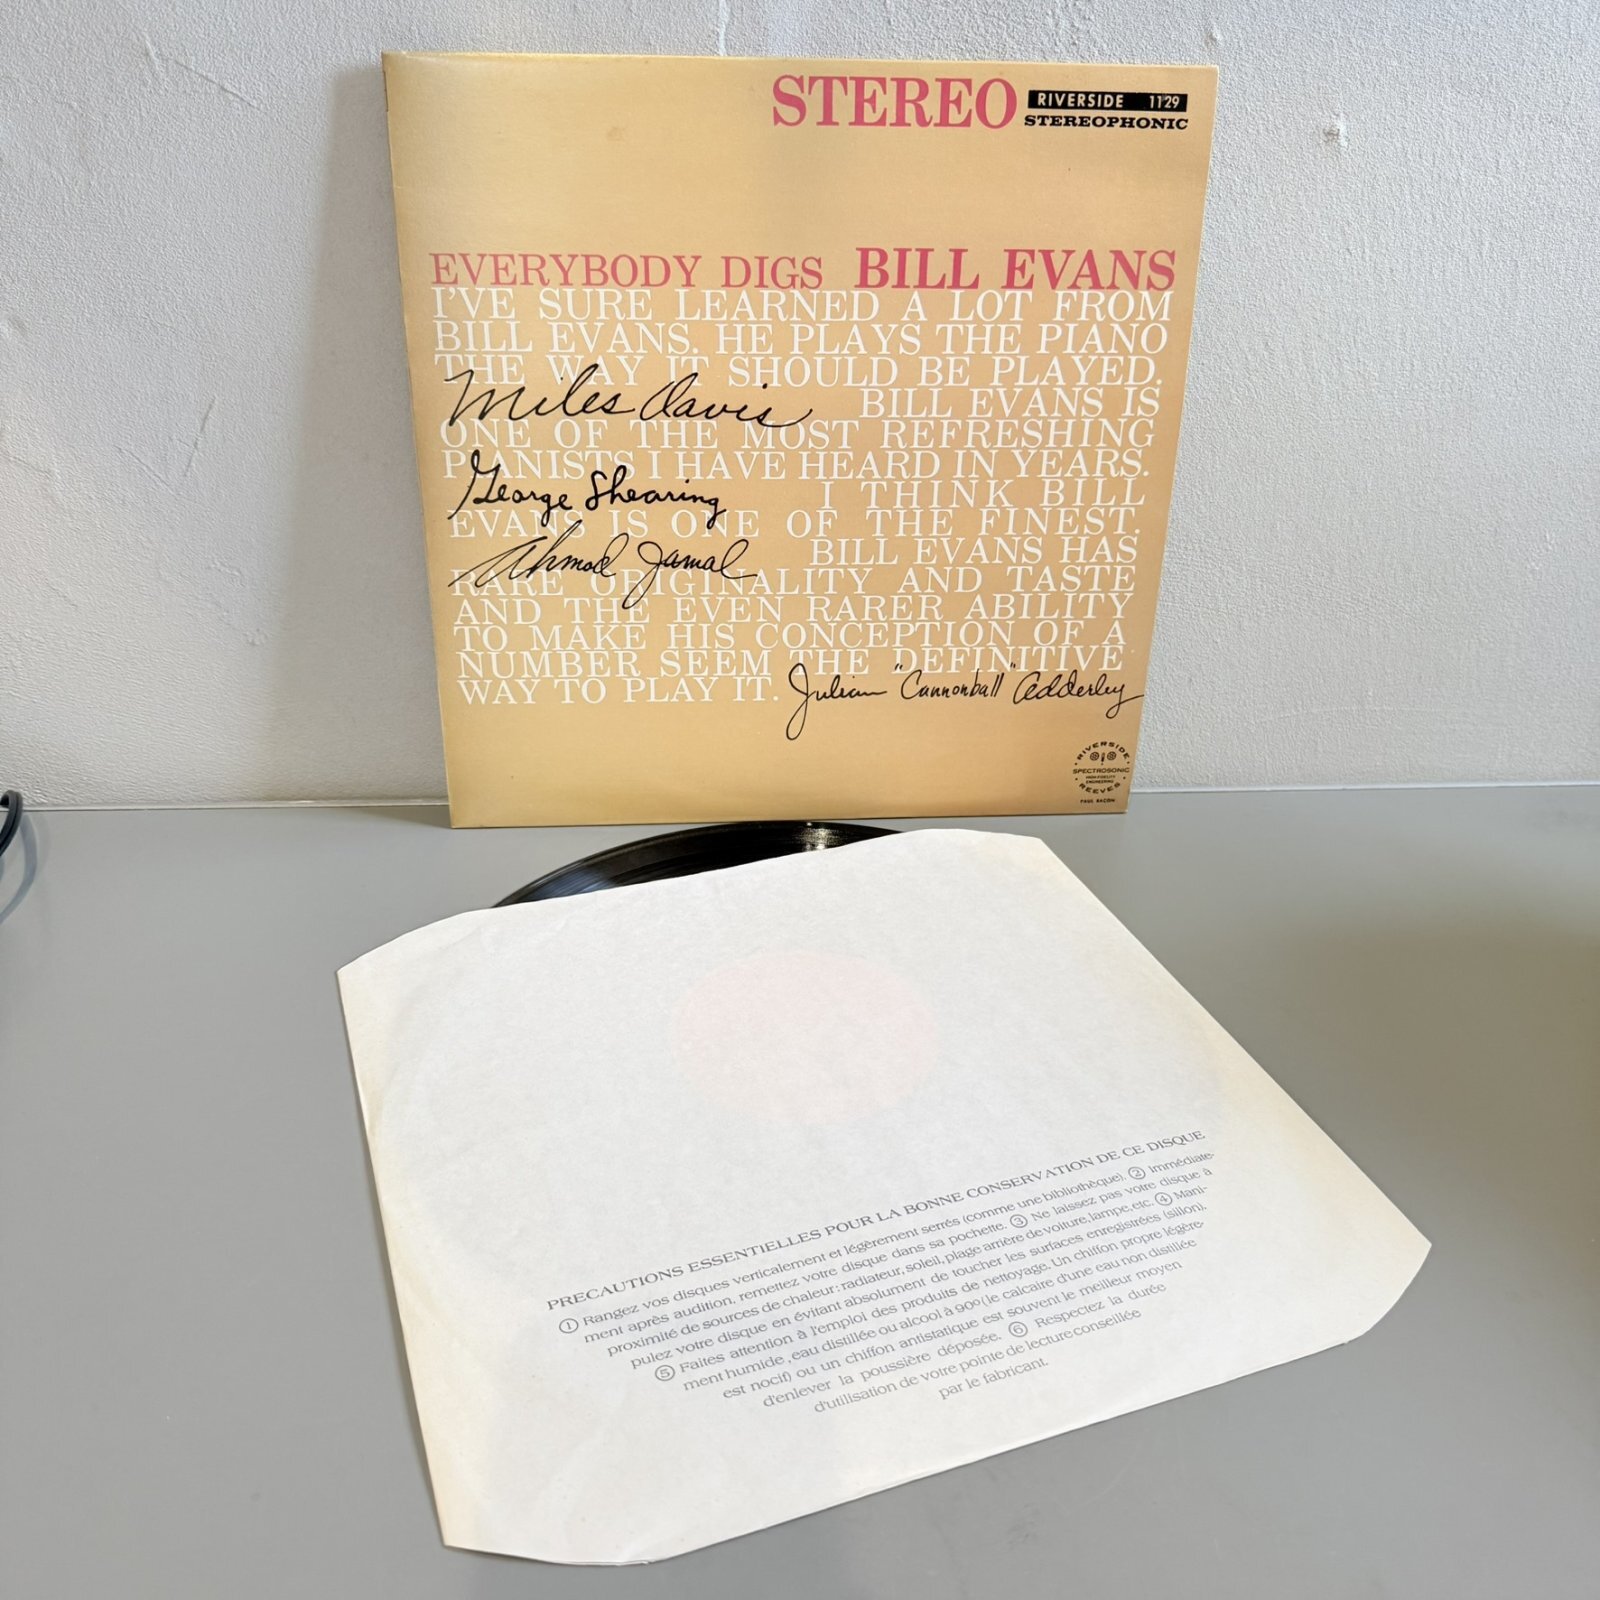 STEREO RIVERSIDE 1129
STEREOPHONIC
EVERYBODY DIGS BILL EVANS
I'VE SURE LEARNED A LOT FROM
BILL EVANS. HE PLAYS THE PIANO
THE WAY IT SHOULD BE PLAYED.
Miles Davis BILL EVANS IS
ONE OF THE MOST REFRESHING
PIANISTS I HAVE HEARD IN YEARS.
George Shearing I THINK BILL
EVANS IS ONE OF THE FINEST.
Ahmad Jamal BILL EVANS HAS
RARE ORIGINALITY AND TASTE
AND THE EVEN RARER ABILITY
TO MAKE HIS CONCEPTION OF A
NUMBER SEEM THE DEFINITIVE
WAY TO PLAY IT. Julian "Cannonball" Adderley
RIVERSIDE
SPECTROSONIC
HIGH FIDELITY
ENGINEERING
REEVES
PAUL BACON
PRECAUTIONS ESSENTIELLES POUR LA BONNE CONSERVATION DE CE DISQUE
① Rangez vos disques verticalement et légèrement serrés (comme une bibliothèque). ② Immédiate-
ment après audition, remettez votre disque dans sa pochette. ③ Ne laissez pas votre disque à
proximité de sources de chaleur: radiateur, soleil, plage arrière de voiture, lampe, etc. ④ Mani-
pulez votre disque en évitant absolument de toucher les surfaces enregistrées (sillon).
⑤ Faites attention à l'emploi des produits de nettoyage. Un chiffon propre légère-
ment humide, eau distillée ou alcool à 90° (le calcaire d'une eau non distillée
est nocif) ou un chiffon antistatique est souvent le meilleur moyen
d'enlever la poussière déposée. ⑥ Respectez la durée
d'utilisation de votre pointe de lecture conseillée
par le fabricant.